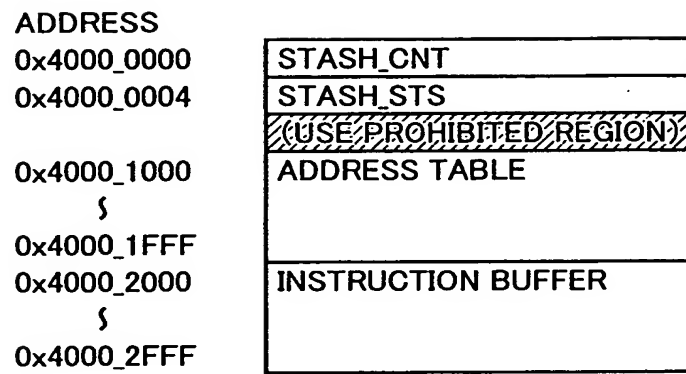 ADDRESS
0x4000_0000 STASH_CNT
0x4000_0004 STASH_STS
(USE PROHIBITED REGION)
0x4000_1000 ADDRESS TABLE
0x4000_1FFF
0x4000_2000 INSTRUCTION BUFFER
0x4000_2FFF